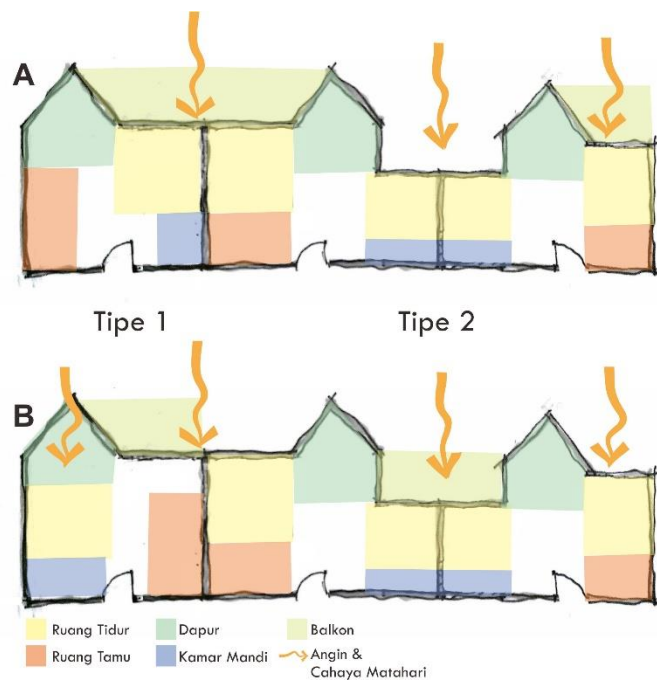 A
Tipe 1
Tipe 2
B
Ruang Tidur
Dapur
Balkon
Ruang Tamu
Kamar Mandi
Angin &
Cahaya Matahari